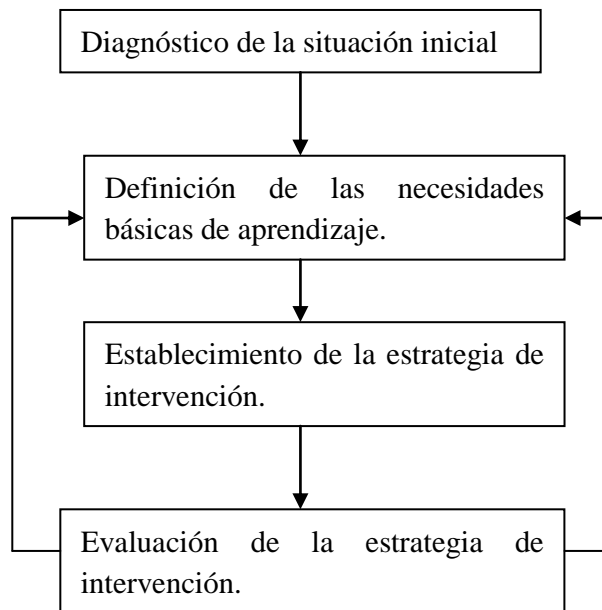 Diagnóstico de la situación inicial
Definición de las necesidades
básicas de aprendizaje.
Establecimiento de la estrategia de
intervención.
Evaluación de la estrategia de
intervención.